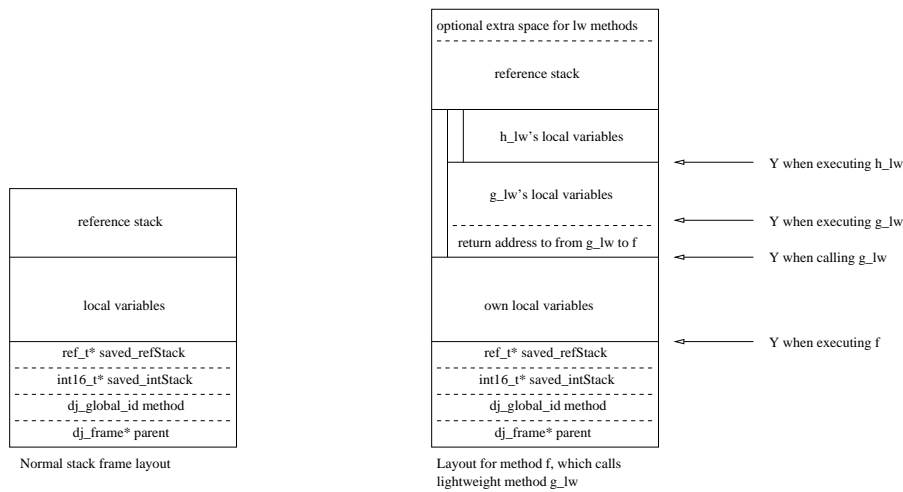 optional extra space for lw methods
reference stack
h_lw's local variables
Y when executing h_lw
g_lw's local variables
Y when executing g_lw
return address to from g_lw to f
Y when calling g_lw
own local variables
Y when executing f
ref_t* saved_refStack
int16_t* saved_intStack
dj_global_id method
dj_frame* parent
Layout for method f, which calls
lightweight method g_lw
reference stack
local variables
ref_t* saved_refStack
int16_t* saved_intStack
dj_global_id method
dj_frame* parent
Normal stack frame layout